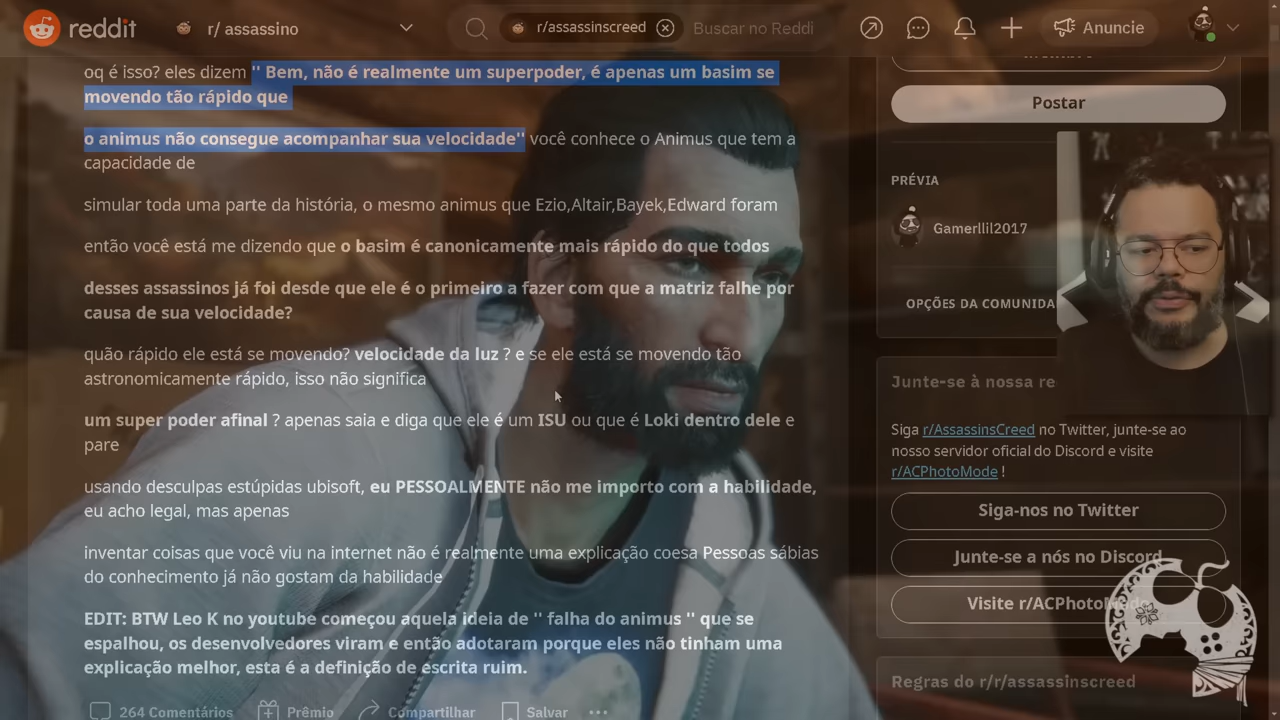 reddit
r/ assassino
r/assassinscreed
Buscar no Reddi
Anuncie
oq é isso? eles dizem '' Bem, não é realmente um superpoder, é apenas um basim se
movendo tão rápido que
o animus não consegue acompanhar sua velocidade'' você conhece o Animus que tem a
capacidade de
simular toda uma parte da história, o mesmo animus que Ezio,Altair,Bayek,Edward foram
então você está me dizendo que o basim é canonicamente mais rápido do que todos
desses assassinos já foi desde que ele é o primeiro a fazer com que a matriz falhe por
causa de sua velocidade?
quão rápido ele está se movendo? velocidade da luz ? e se ele está se movendo tão
astronomicamente rápido, isso não significa
um super poder afinal ? apenas saia e diga que ele é um ISU ou que é Loki dentro dele e
pare
usando desculpas estúpidas ubisoft, eu PESSOALMENTE não me importo com a habilidade,
eu acho legal, mas apenas
inventar coisas que você viu na internet não é realmente uma explicação coesa Pessoas sábias
do conhecimento já não gostam da habilidade
EDIT: BTW Leo K no youtube começou aquela ideia de '' falha do animus '' que se
espalhou, os desenvolvedores viram e então adotaram porque eles não tinham uma
explicação melhor, esta é a definição de escrita ruim.
264 Comentários
Prêmio
Compartilhar
Salvar
Postar
PRÉVIA
Gamerllil2017
OPÇÕES DA COMUNIDA
Junte-se à nossa re
Siga r/AssassinsCreed no Twitter, junte-se ao
nosso servidor oficial do Discord e visite
r/ACPhotoMode !
Siga-nos no Twitter
Junte-se a nós no Discord
Visite r/ACPhotoMode
Regras do r/r/assassinscreed